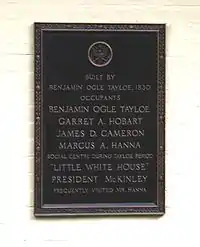 BUILT BY
BENJAMIN OGLE TAYLOE, 1830
OCCUPANTS
BENJAMIN OGLE TAYLOE
GARRET A. HOBART
JAMES D. CAMERON
MARCUS A. HANNA
SOCIAL CENTRE DURING TAYLOE PERIOD
"LITTLE WHITE HOUSE"
PRESIDENT McKINLEY
FREQUENTLY VISITED MR. HANNA